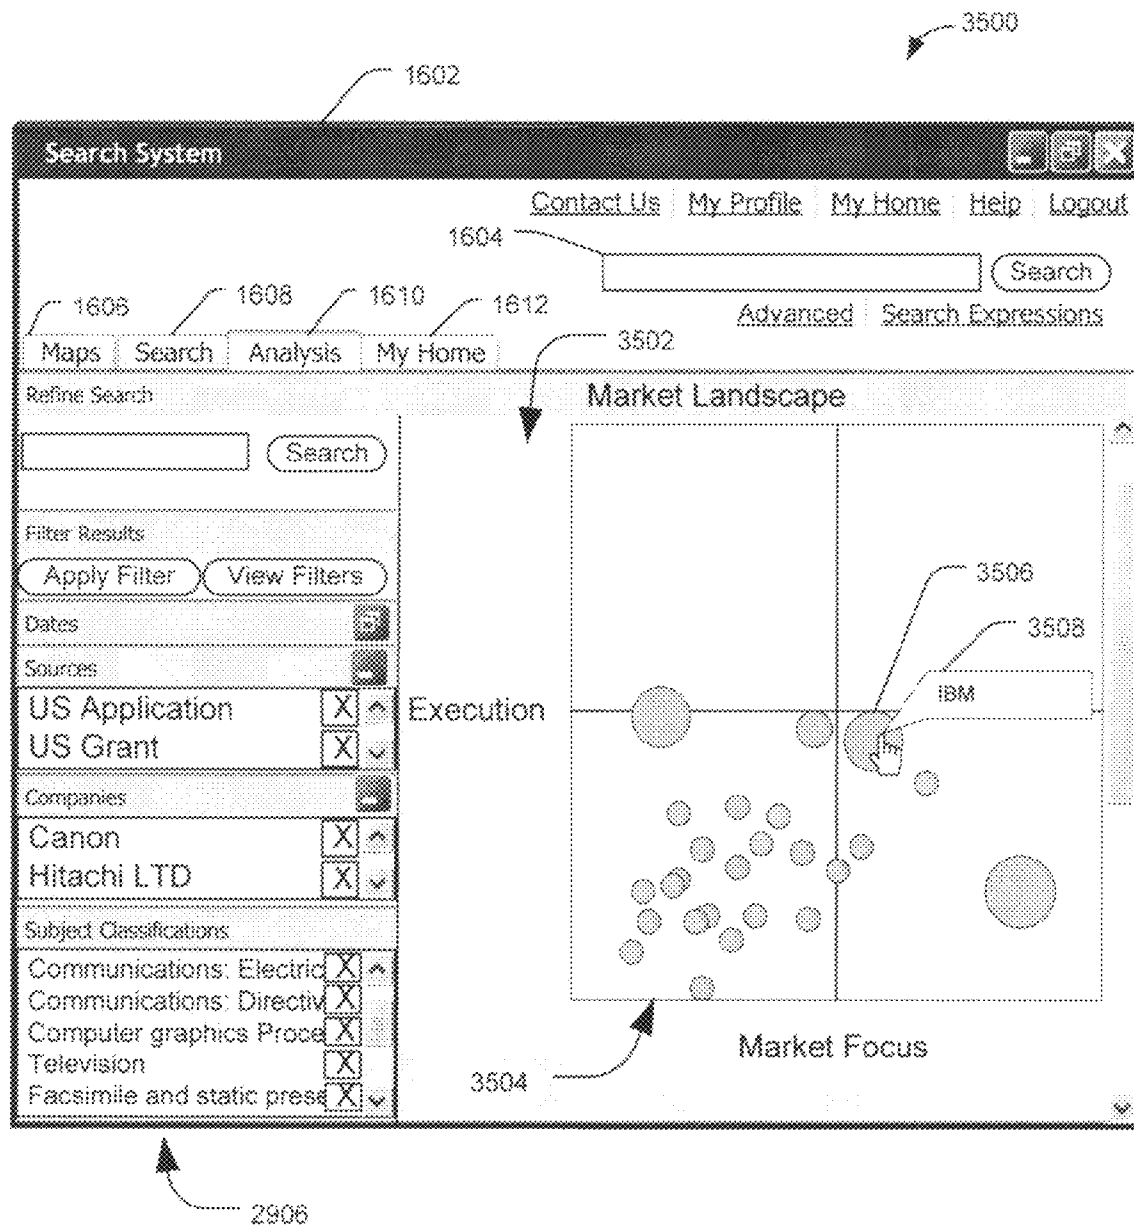 3500
1602
Search System
Contact Us My Profile My Home Help Logout
1604
Search
1606 1608 1610 1612
Advanced Search Expressions
3502
Maps Search Analysis My Home
Refine Search
Market Landscape
Search
Filter Results
Apply Filter View Filters
3506
Dates
3508
Sources
IBM
US Application X
Execution
US Grant X
Companies
Canon X
Hitachi LTD X
Subject Classifications
Communications: Electric X
Communications: Directiv X
Computer graphics Proce X
Market Focus
Television X
3504
Facsimile and static prese X
2906